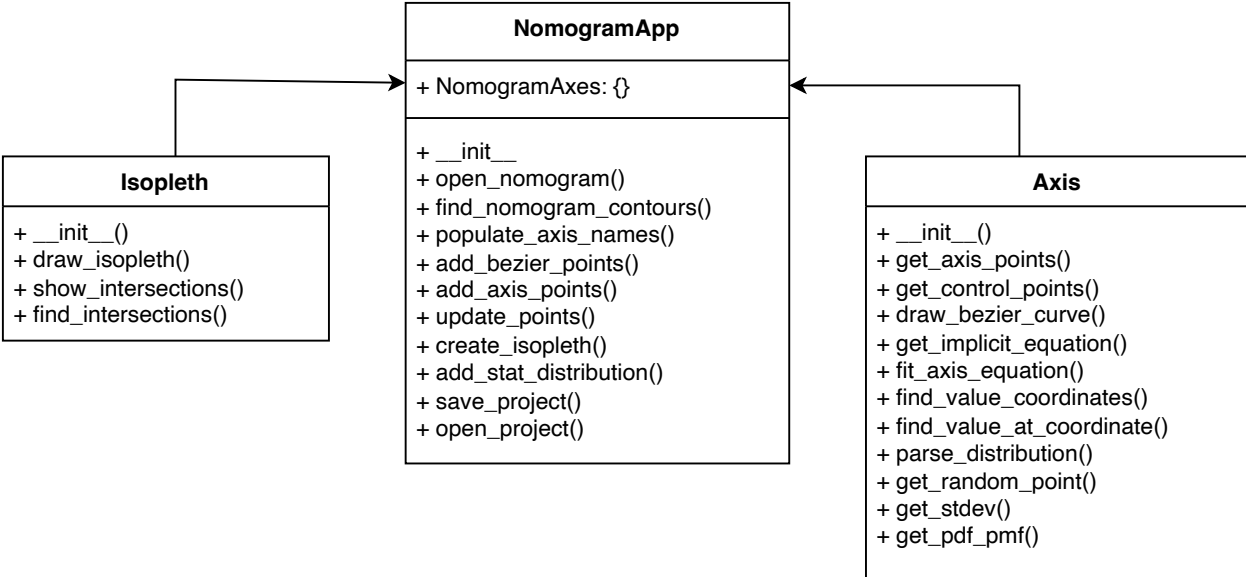 NomogramApp
+ NomogramAxes: {}
+ __init__
+ open_nomogram()
+ find_nomogram_contours()
+ populate_axis_names()
+ add_bezier_points()
+ add_axis_points()
+ update_points()
+ create_isopleth()
+ add_stat_distribution()
+ save_project()
+ open_project()
Isopleth
+ __init__()
+ draw_isopleth()
+ show_intersections()
+ find_intersections()
Axis
+ __init__()
+ get_axis_points()
+ get_control_points()
+ draw_bezier_curve()
+ get_implicit_equation()
+ fit_axis_equation()
+ find_value_coordinates()
+ find_value_at_coordinate()
+ parse_distribution()
+ get_random_point()
+ get_stdev()
+ get_pdf_pmf()